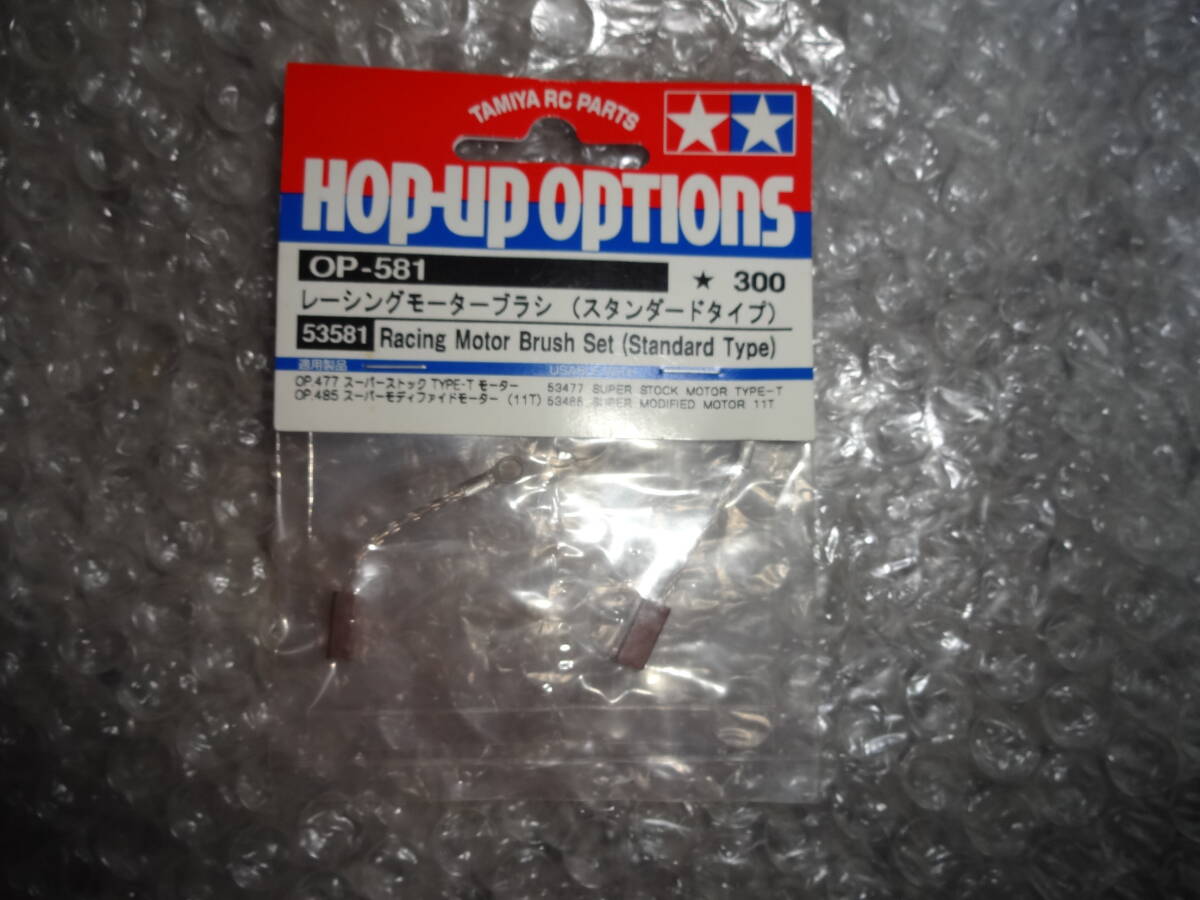 TAMIYA RC PARTS
HOP-UP OPTIONS
OP-581 ★ 300
レーシングモーターブラシ (スタンダードタイプ)
53581 Racing Motor Brush Set (Standard Type)
適用製品
OP.477 スーパーストック TYPE-T モーター 53477 SUPER STOCK MOTOR TYPE-T
OP.485 スーパーモディファイドモーター (11T) 53485 SUPER MODIFIED MOTOR 11T